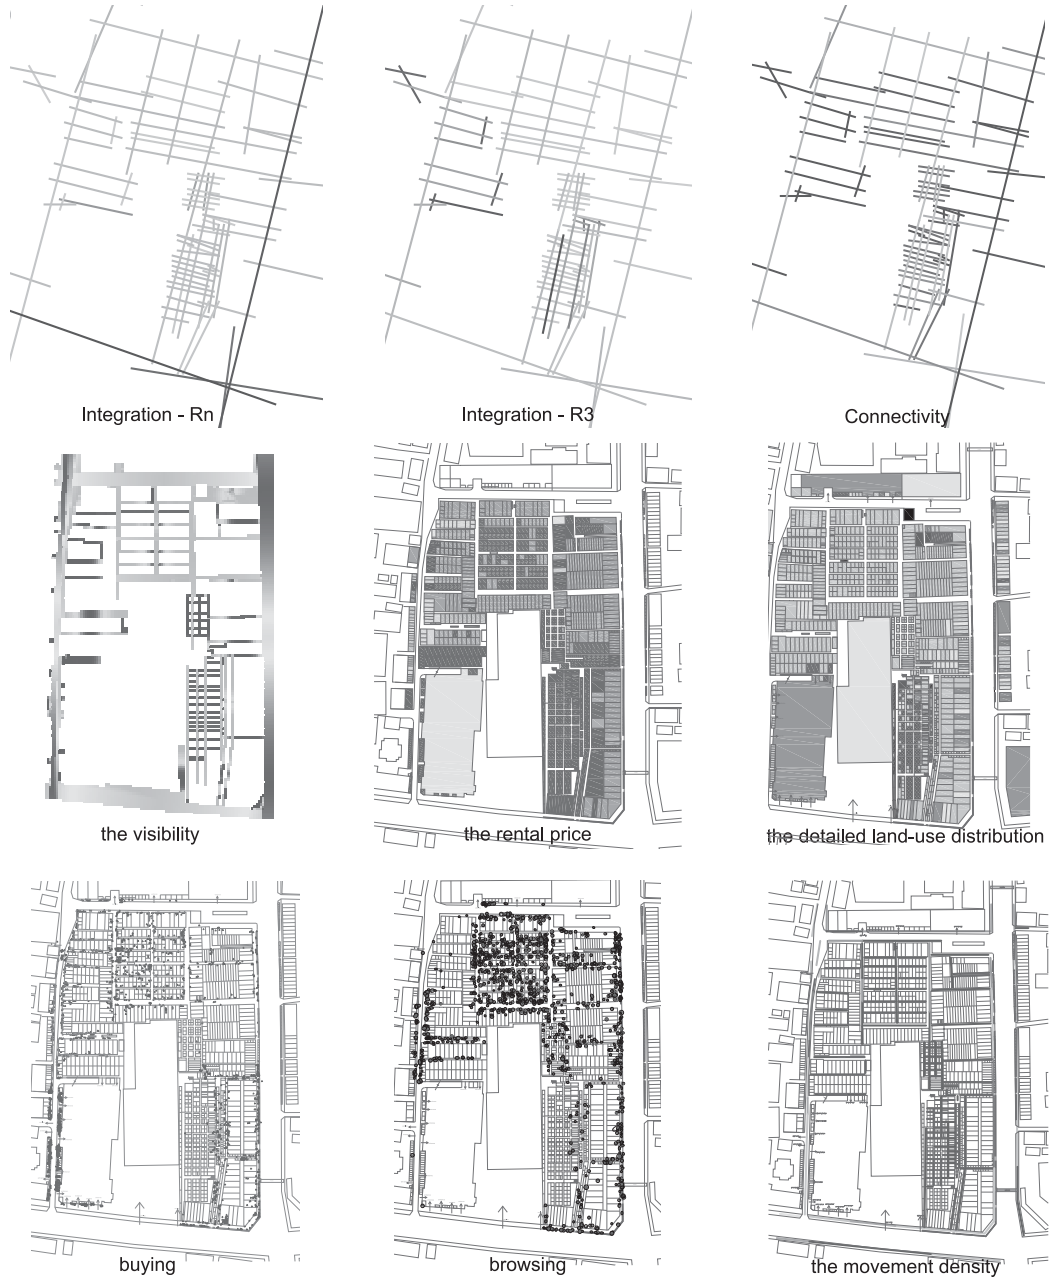 Integration - Rn
Integration - R3
Connectivity
the visibility
the rental price
the detailed land-use distribution
buying
browsing
the movement density